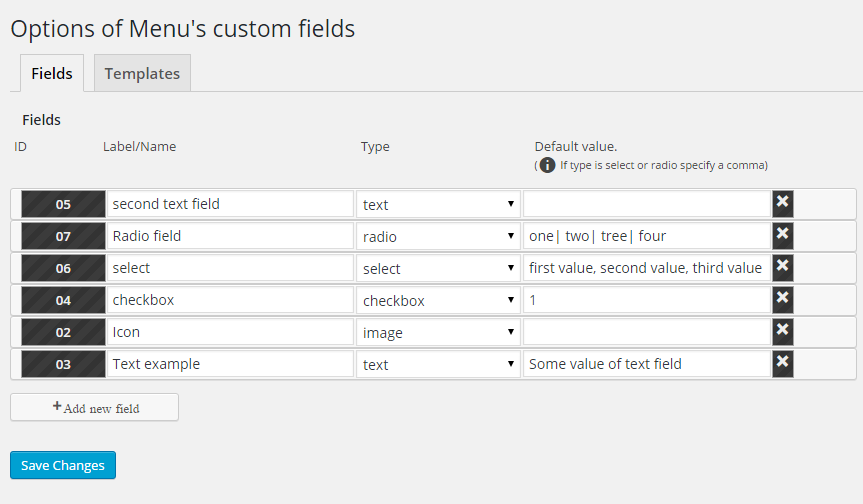 Options of Menu's custom fields
Fields Templates
Fields
ID Label/Name Type Default value.
( i If type is select or radio specify a comma)
05 second text field text
07 Radio field radio one| two| tree| four
06 select select first value, second value, third value
04 checkbox checkbox 1
02 Icon image
03 Text example text Some value of text field
+Add new field
Save Changes